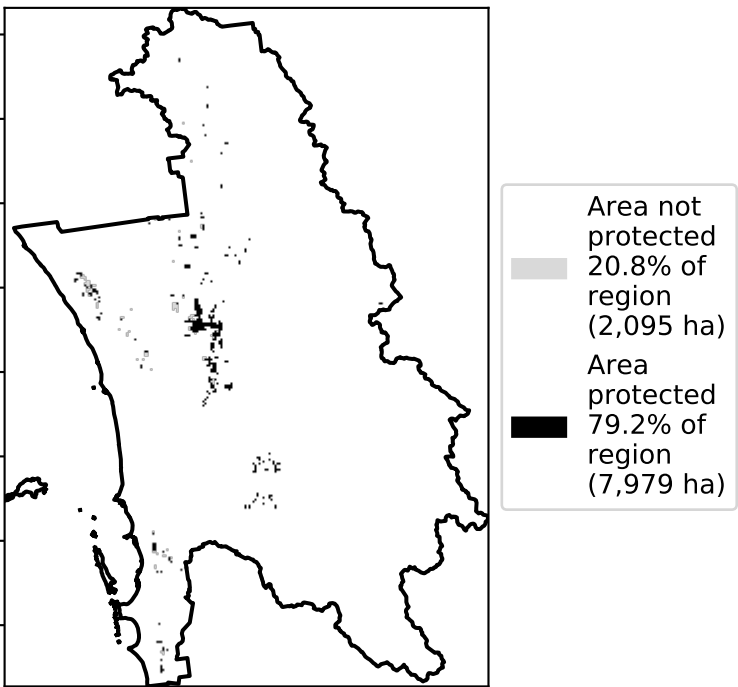 Area not
protected
20.8% of
region
(2,095 ha)
Area
protected
79.2% of
region
(7,979 ha)